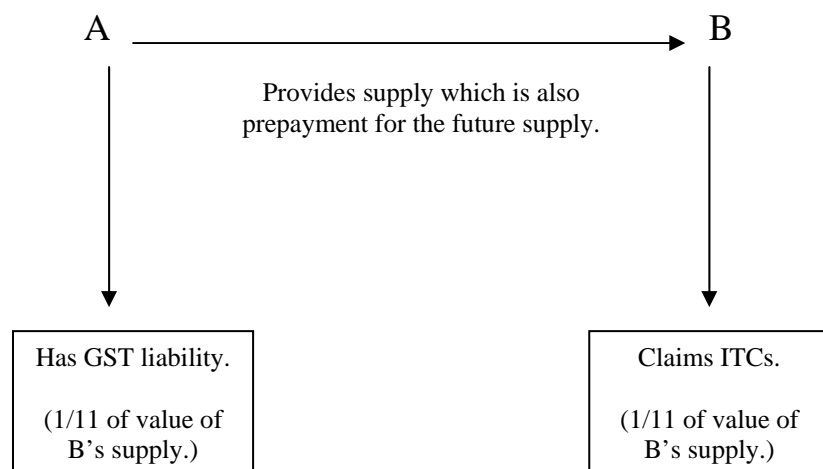 A B
Provides supply which is also
prepayment for the future supply.
Has GST liability.
(1/11 of value of
B's supply.)
Claims ITCs.
(1/11 of value of
B's supply.)